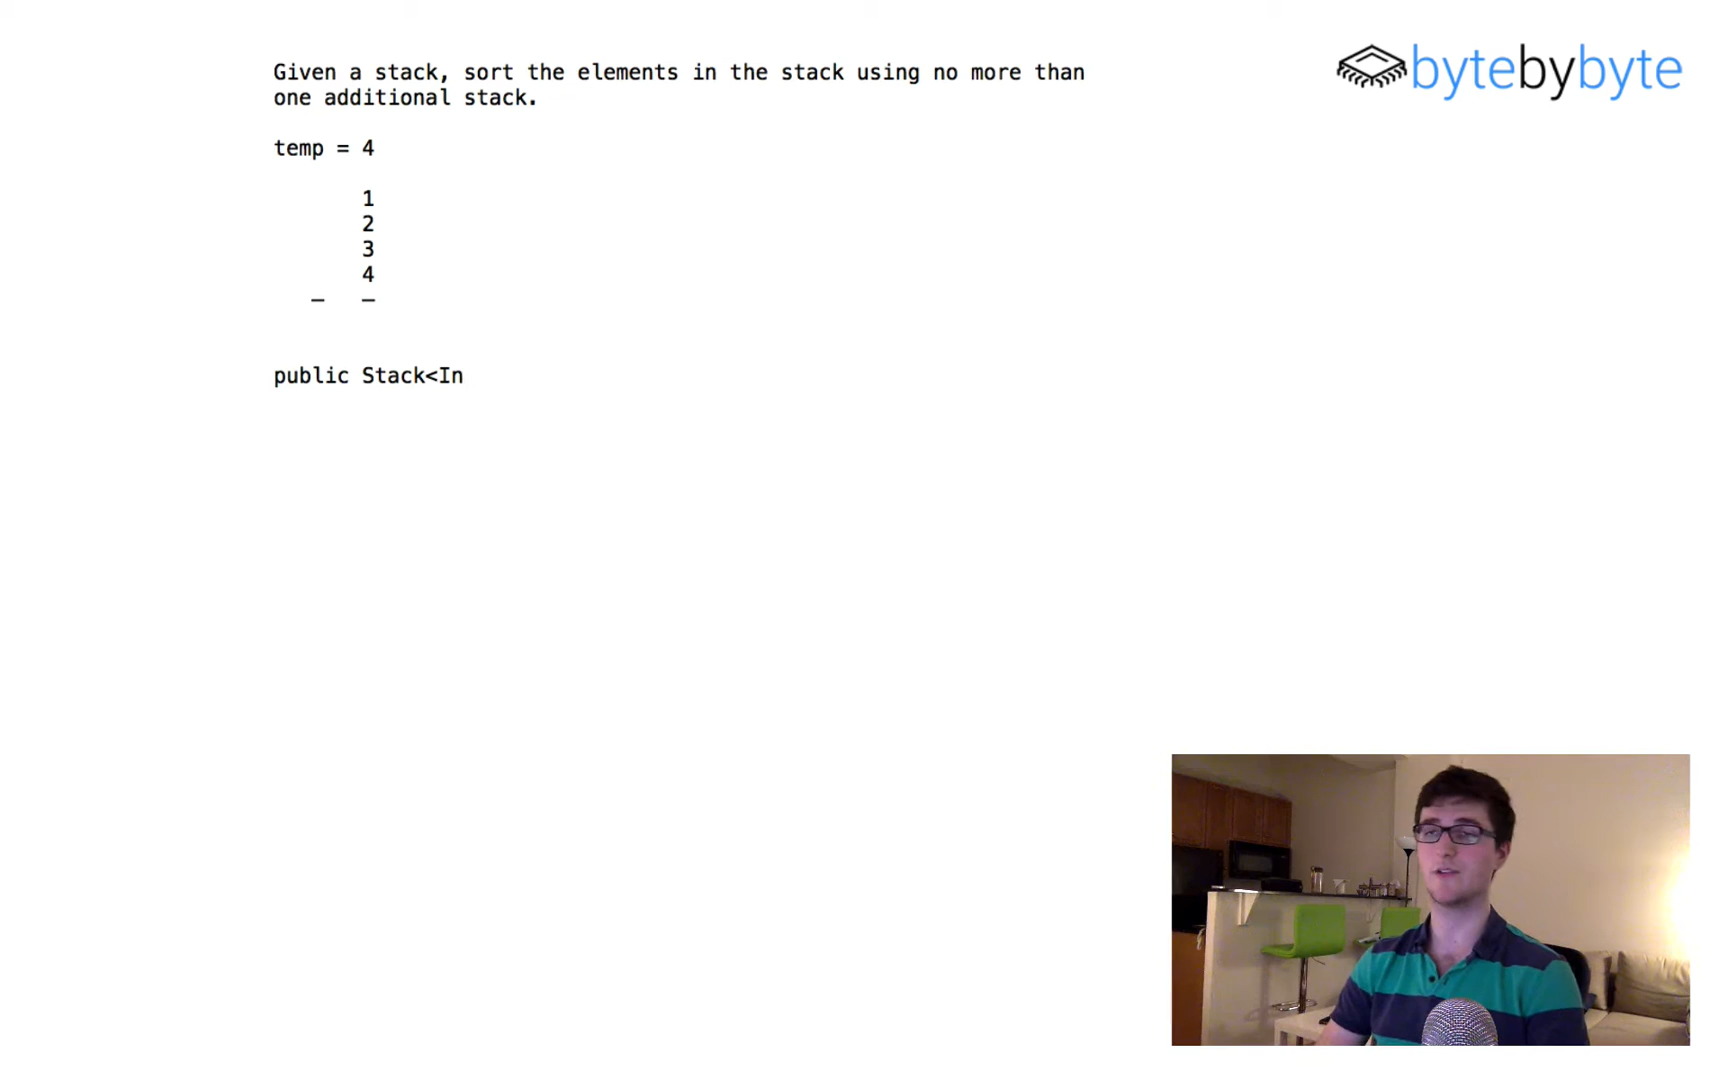 Given a stack, sort the elements in the stack using no more than
one additional stack.
bytebybyte
temp = 4
1
2
3
4
_ _
public Stack<In